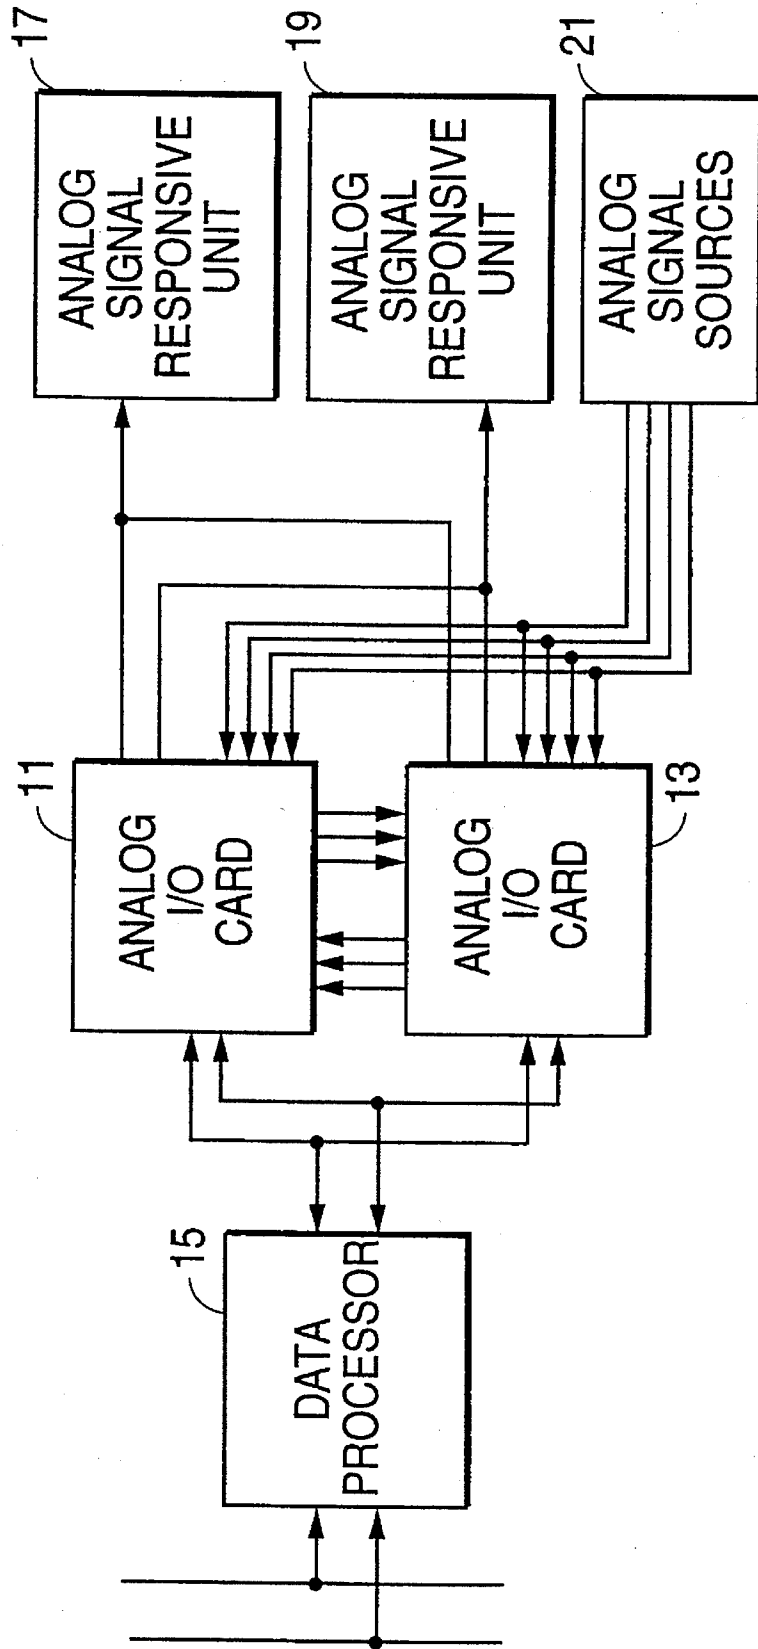 17
ANALOG
SIGNAL
RESPONSIVE
UNIT
19
ANALOG
SIGNAL
RESPONSIVE
UNIT
21
ANALOG
SIGNAL
SOURCES
11
ANALOG
I/O
CARD
13
ANALOG
I/O
CARD
15
DATA
PROCESSOR